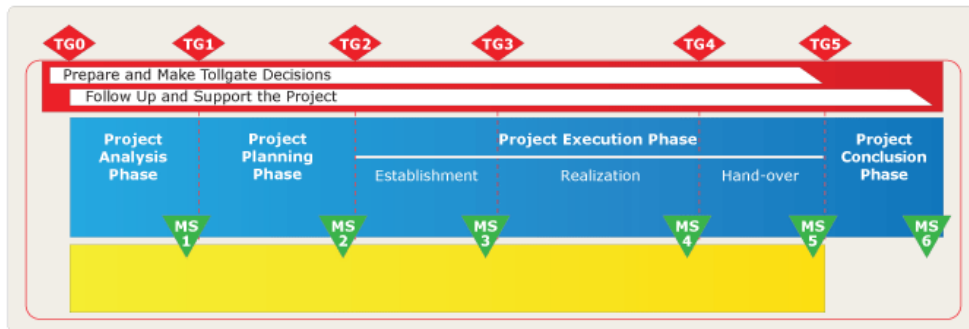 TG0 TG1 TG2 TG3 TG4 TG5
Prepare and Make Tollgate Decisions
Follow Up and Support the Project
Project
Analysis
Phase
Project
Planning
Phase
Project Execution Phase
Establishment
Realization
Hand-over
Project
Conclusion
Phase
MS
1
MS
2
MS
3
MS
4
MS
5
MS
6